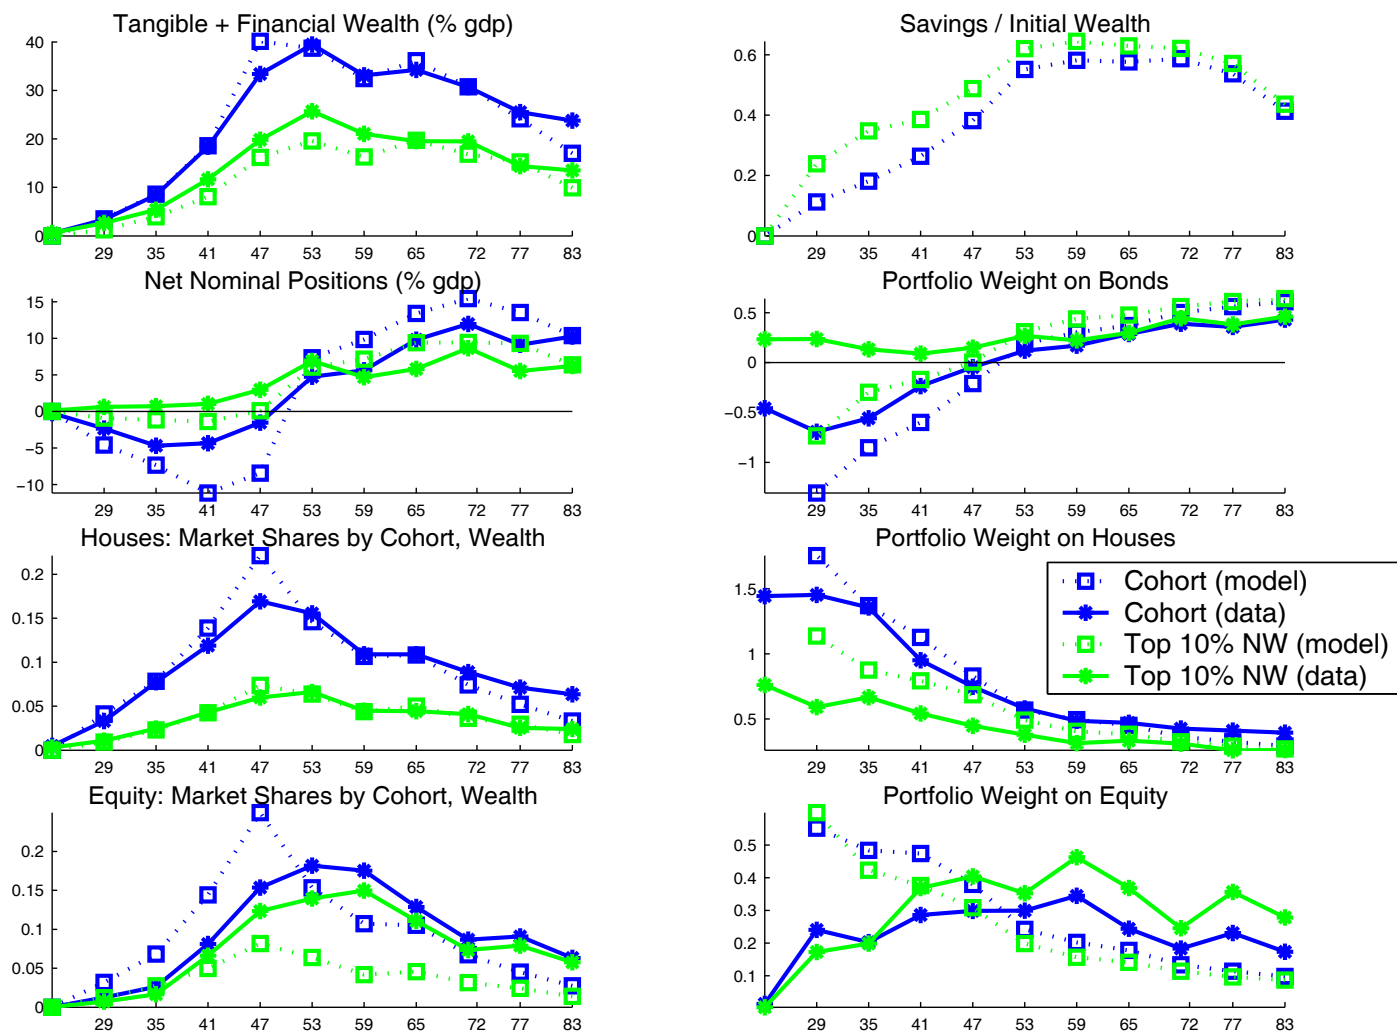 Tangible + Financial Wealth (% gdp)
40
30
20
10
0
29 35 41 47 53 59 65 72 77 83
Savings / Initial Wealth
0.6
0.4
0.2
0
29 35 41 47 53 59 65 72 77 83
Net Nominal Positions (% gdp)
15
10
5
0
−5
−10
29 35 41 47 53 59 65 72 77 83
Portfolio Weight on Bonds
0.5
0
−0.5
−1
29 35 41 47 53 59 65 72 77 83
Houses: Market Shares by Cohort, Wealth
0.2
0.15
0.1
0.05
0
29 35 41 47 53 59 65 72 77 83
Portfolio Weight on Houses
1.5
1
0.5
29 35 41 47 53 59 65 72 77 83
Cohort (model)
Cohort (data)
Top 10% NW (model)
Top 10% NW (data)
Equity: Market Shares by Cohort, Wealth
0.2
0.15
0.1
0.05
0
29 35 41 47 53 59 65 72 77 83
Portfolio Weight on Equity
0.5
0.4
0.3
0.2
0.1
29 35 41 47 53 59 65 72 77 83